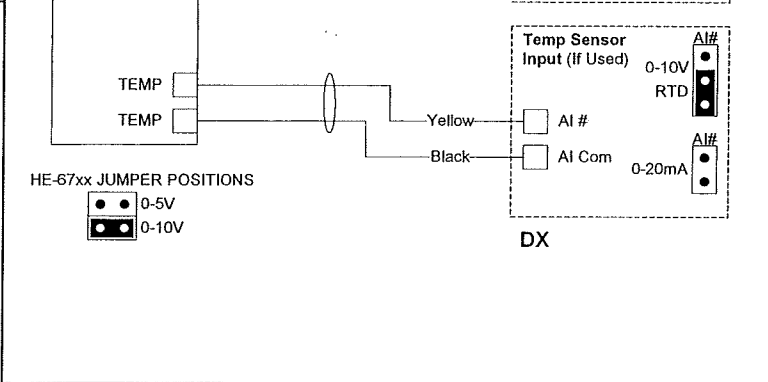 TEMP
TEMP
HE-67xx JUMPER POSITIONS
0-5V
0-10V
Yellow
Black
Temp Sensor
Input (If Used)
AI #
AI Com
AI#
0-10V
RTD
AI#
0-20mA
DX